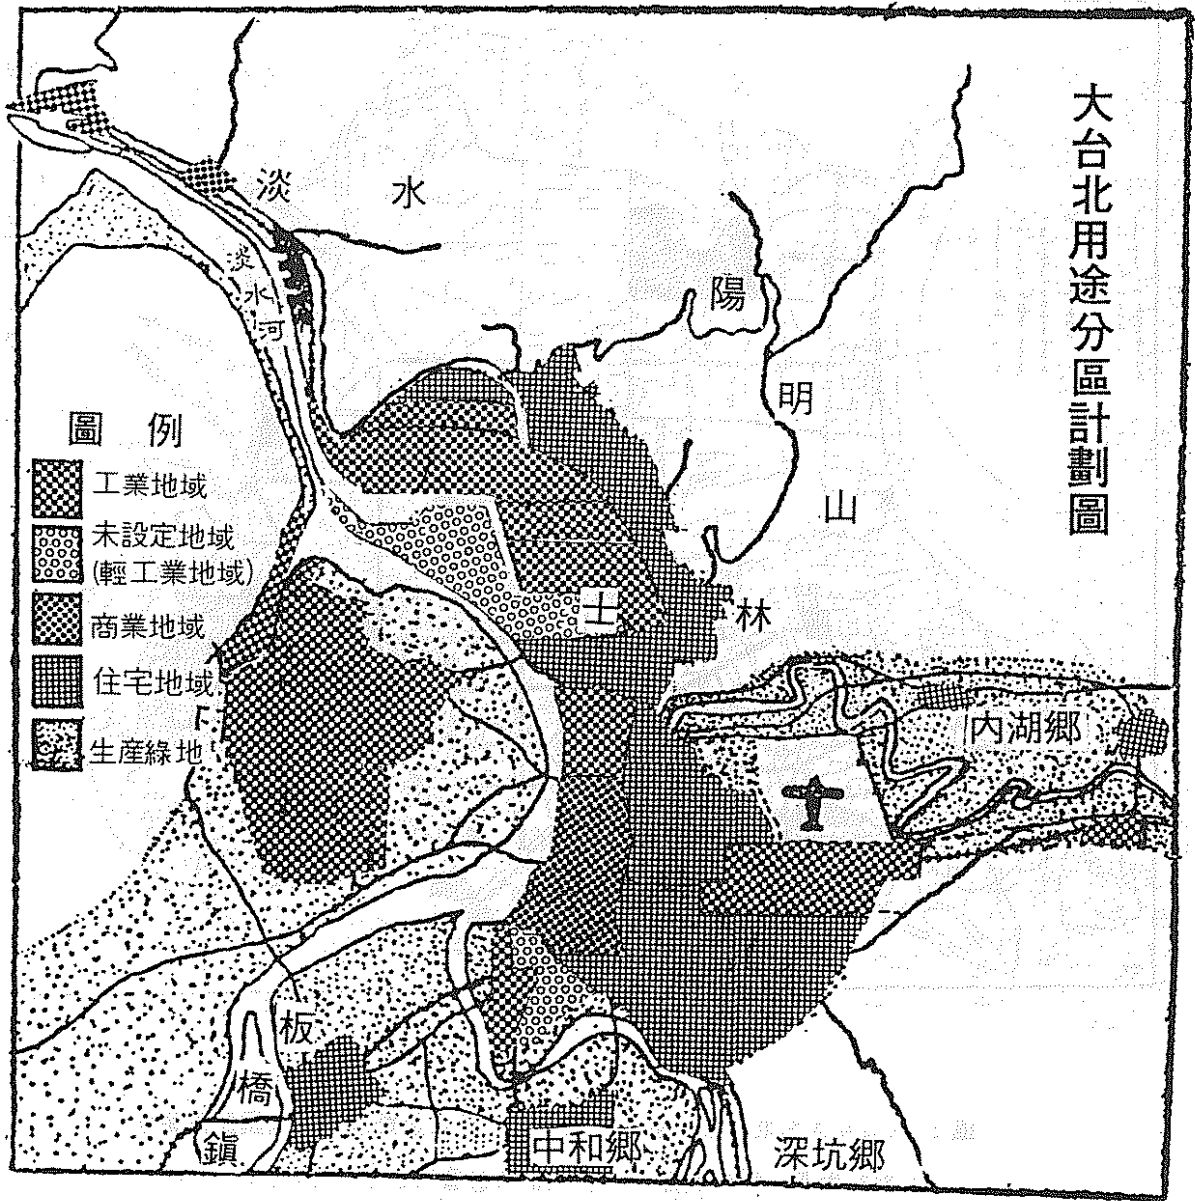 大台北用途分區計劃圖
淡水
淡水河
陽明山
圖例
工業地域
未設定地域
(輕工業地域)
商業地域
住宅地域
生産綠地
士林
内湖鄉
板橋鎭
中和鄉
深坑鄉